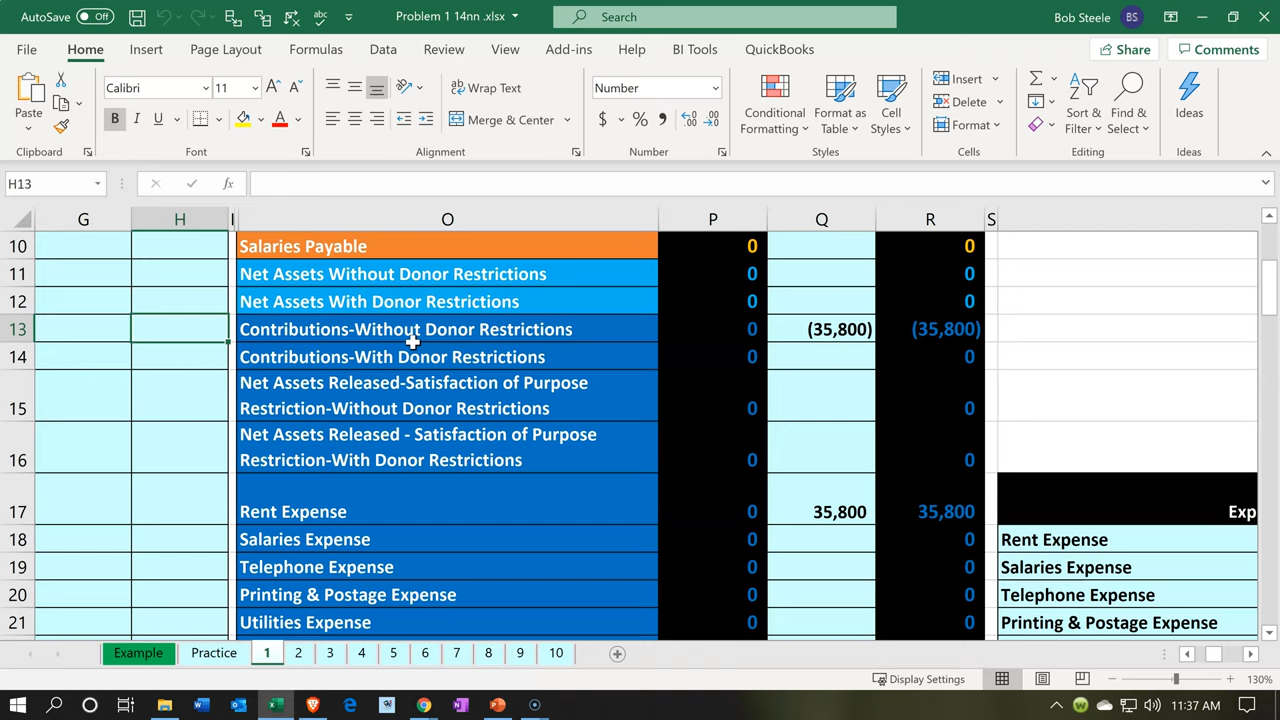 AutoSave Off
Problem 1 14nn .xlsx
Search
Bob Steele
BS
File Home Insert Page Layout Formulas Data Review View Add-ins Help BI Tools QuickBooks
Share
Comments
Paste
Calibri
11
Wrap Text
Merge & Center
Number
Conditional Formatting
Format as Table
Cell Styles
Insert
Delete
Format
Sort & Filter
Find & Select
Ideas
Clipboard
Font
Alignment
Number
Styles
Cells
Editing
Ideas
H13
fx
G H I O P Q R S
10 Salaries Payable 0 0
11 Net Assets Without Donor Restrictions 0 0
12 Net Assets With Donor Restrictions 0 0
13 Contributions-Without Donor Restrictions 0 (35,800) (35,800)
14 Contributions-With Donor Restrictions 0 0
Net Assets Released-Satisfaction of Purpose
15 Restriction-Without Donor Restrictions 0 0
Net Assets Released - Satisfaction of Purpose
16 Restriction-With Donor Restrictions 0 0
17 Rent Expense 0 35,800 35,800 Exp
18 Salaries Expense 0 0 Rent Expense
19 Telephone Expense 0 0 Salaries Expense
20 Printing & Postage Expense 0 0 Telephone Expense
21 Utilities Expense 0 0 Printing & Postage Expense
Example Practice 1 2 3 4 5 6 7 8 9 10
Display Settings
130%
11:37 AM